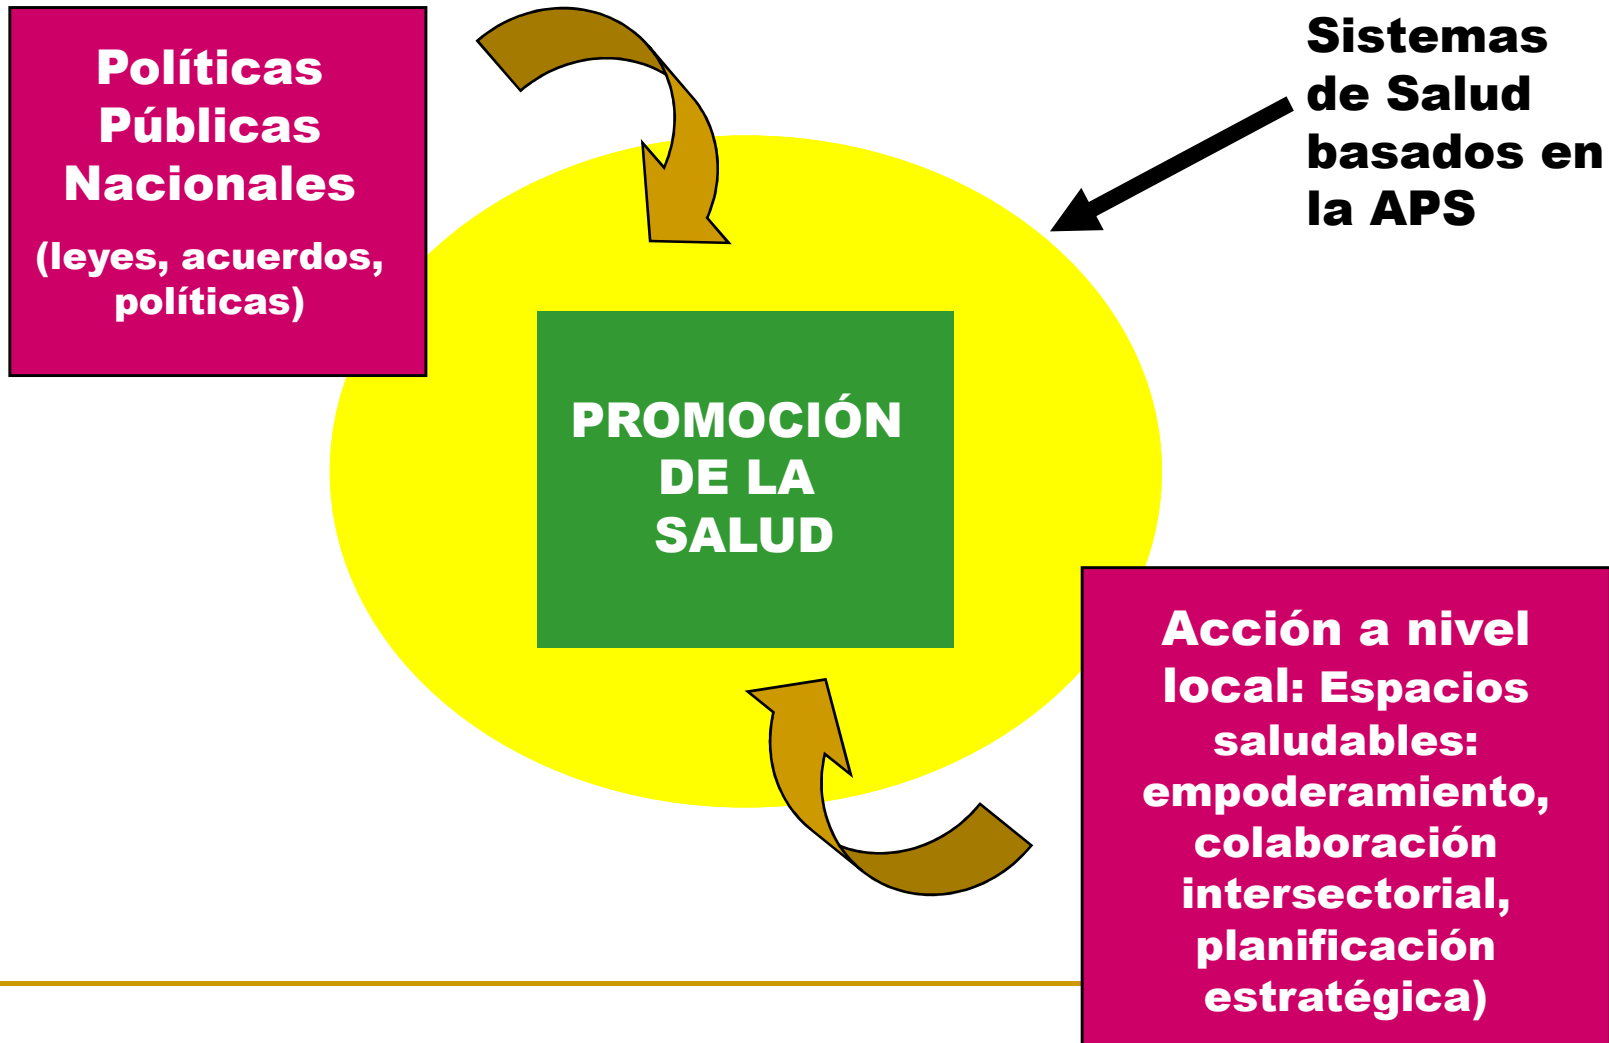 Políticas
Públicas
Nacionales
(leyes, acuerdos,
políticas)
Sistemas
de Salud
basados en
la APS
PROMOCIÓN
DE LA
SALUD
Acción a nivel
local: Espacios
saludables:
empoderamiento,
colaboración
intersectorial,
planificación
estratégica)